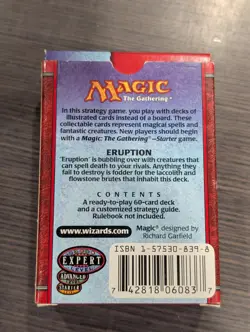 MAGIC
The Gathering®
In this strategy game, you play with decks of
illustrated cards instead of a board. These
collectable cards represent magical spells and
fantastic creatures. New players should begin
with a Magic: The Gathering®–Starter game.
ERUPTION
"Eruption" is bubbling over with creatures that
can spell death to your rivals. Anything they
fail to destroy is fodder for the laccolith and
flowstone brutes that inhabit this deck.
CONTENTS
A ready-to-play 60-card deck
and a customized strategy guide.
Rulebook not included.
www.wizards.com
Magic® designed by
Richard Garfield
EXPERT
LEVEL
ADVANCED
STARTER
ISBN 1-57530-839-8
7 42818 06083 7